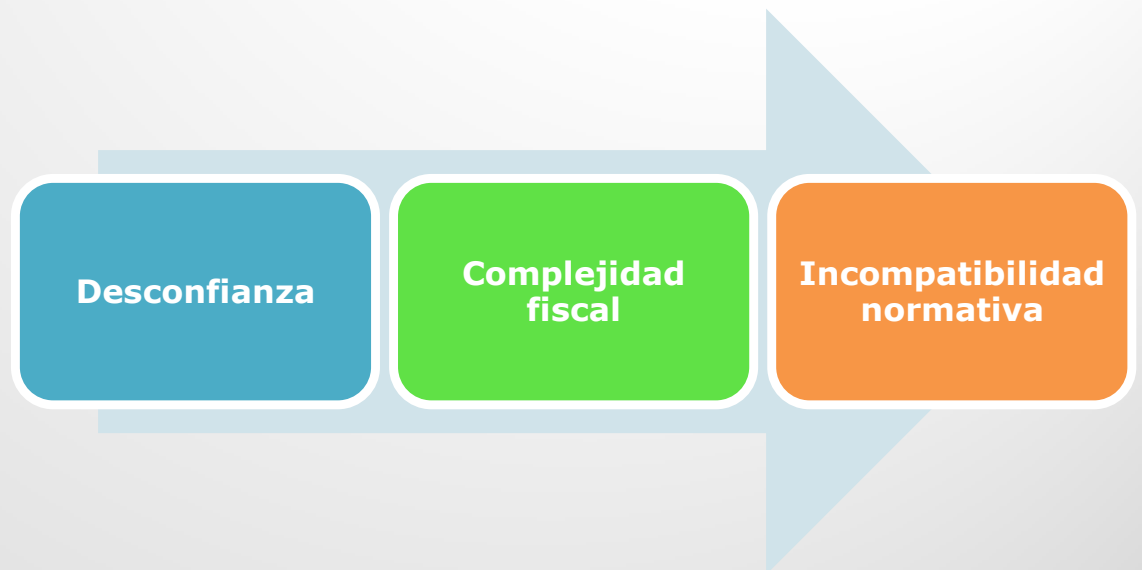 Desconfianza
Complejidad
fiscal
Incompatibilidad
normativa